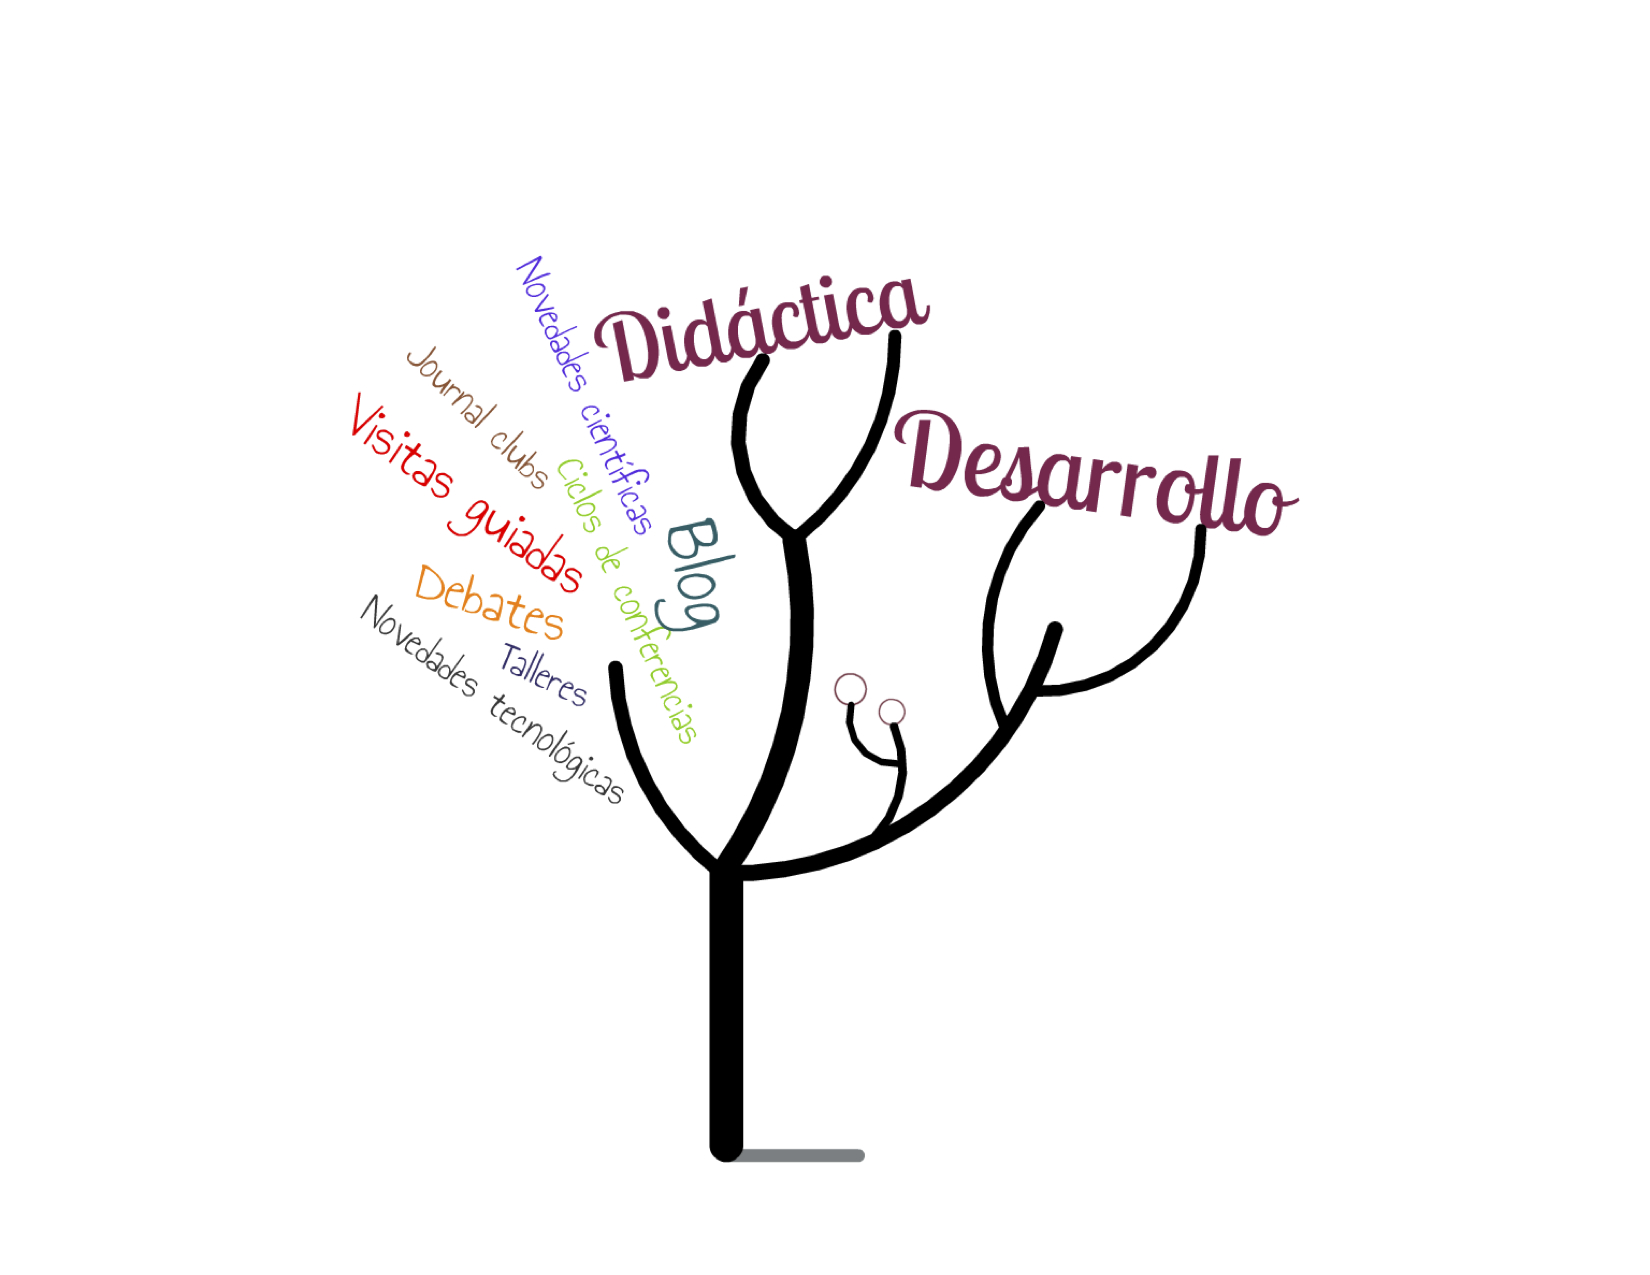 Didáctica
Desarrollo
Novedades científicas
Journal clubs
Visitas guiadas
Ciclos de conferencias
Blog
Debates
Talleres
Novedades tecnológicas